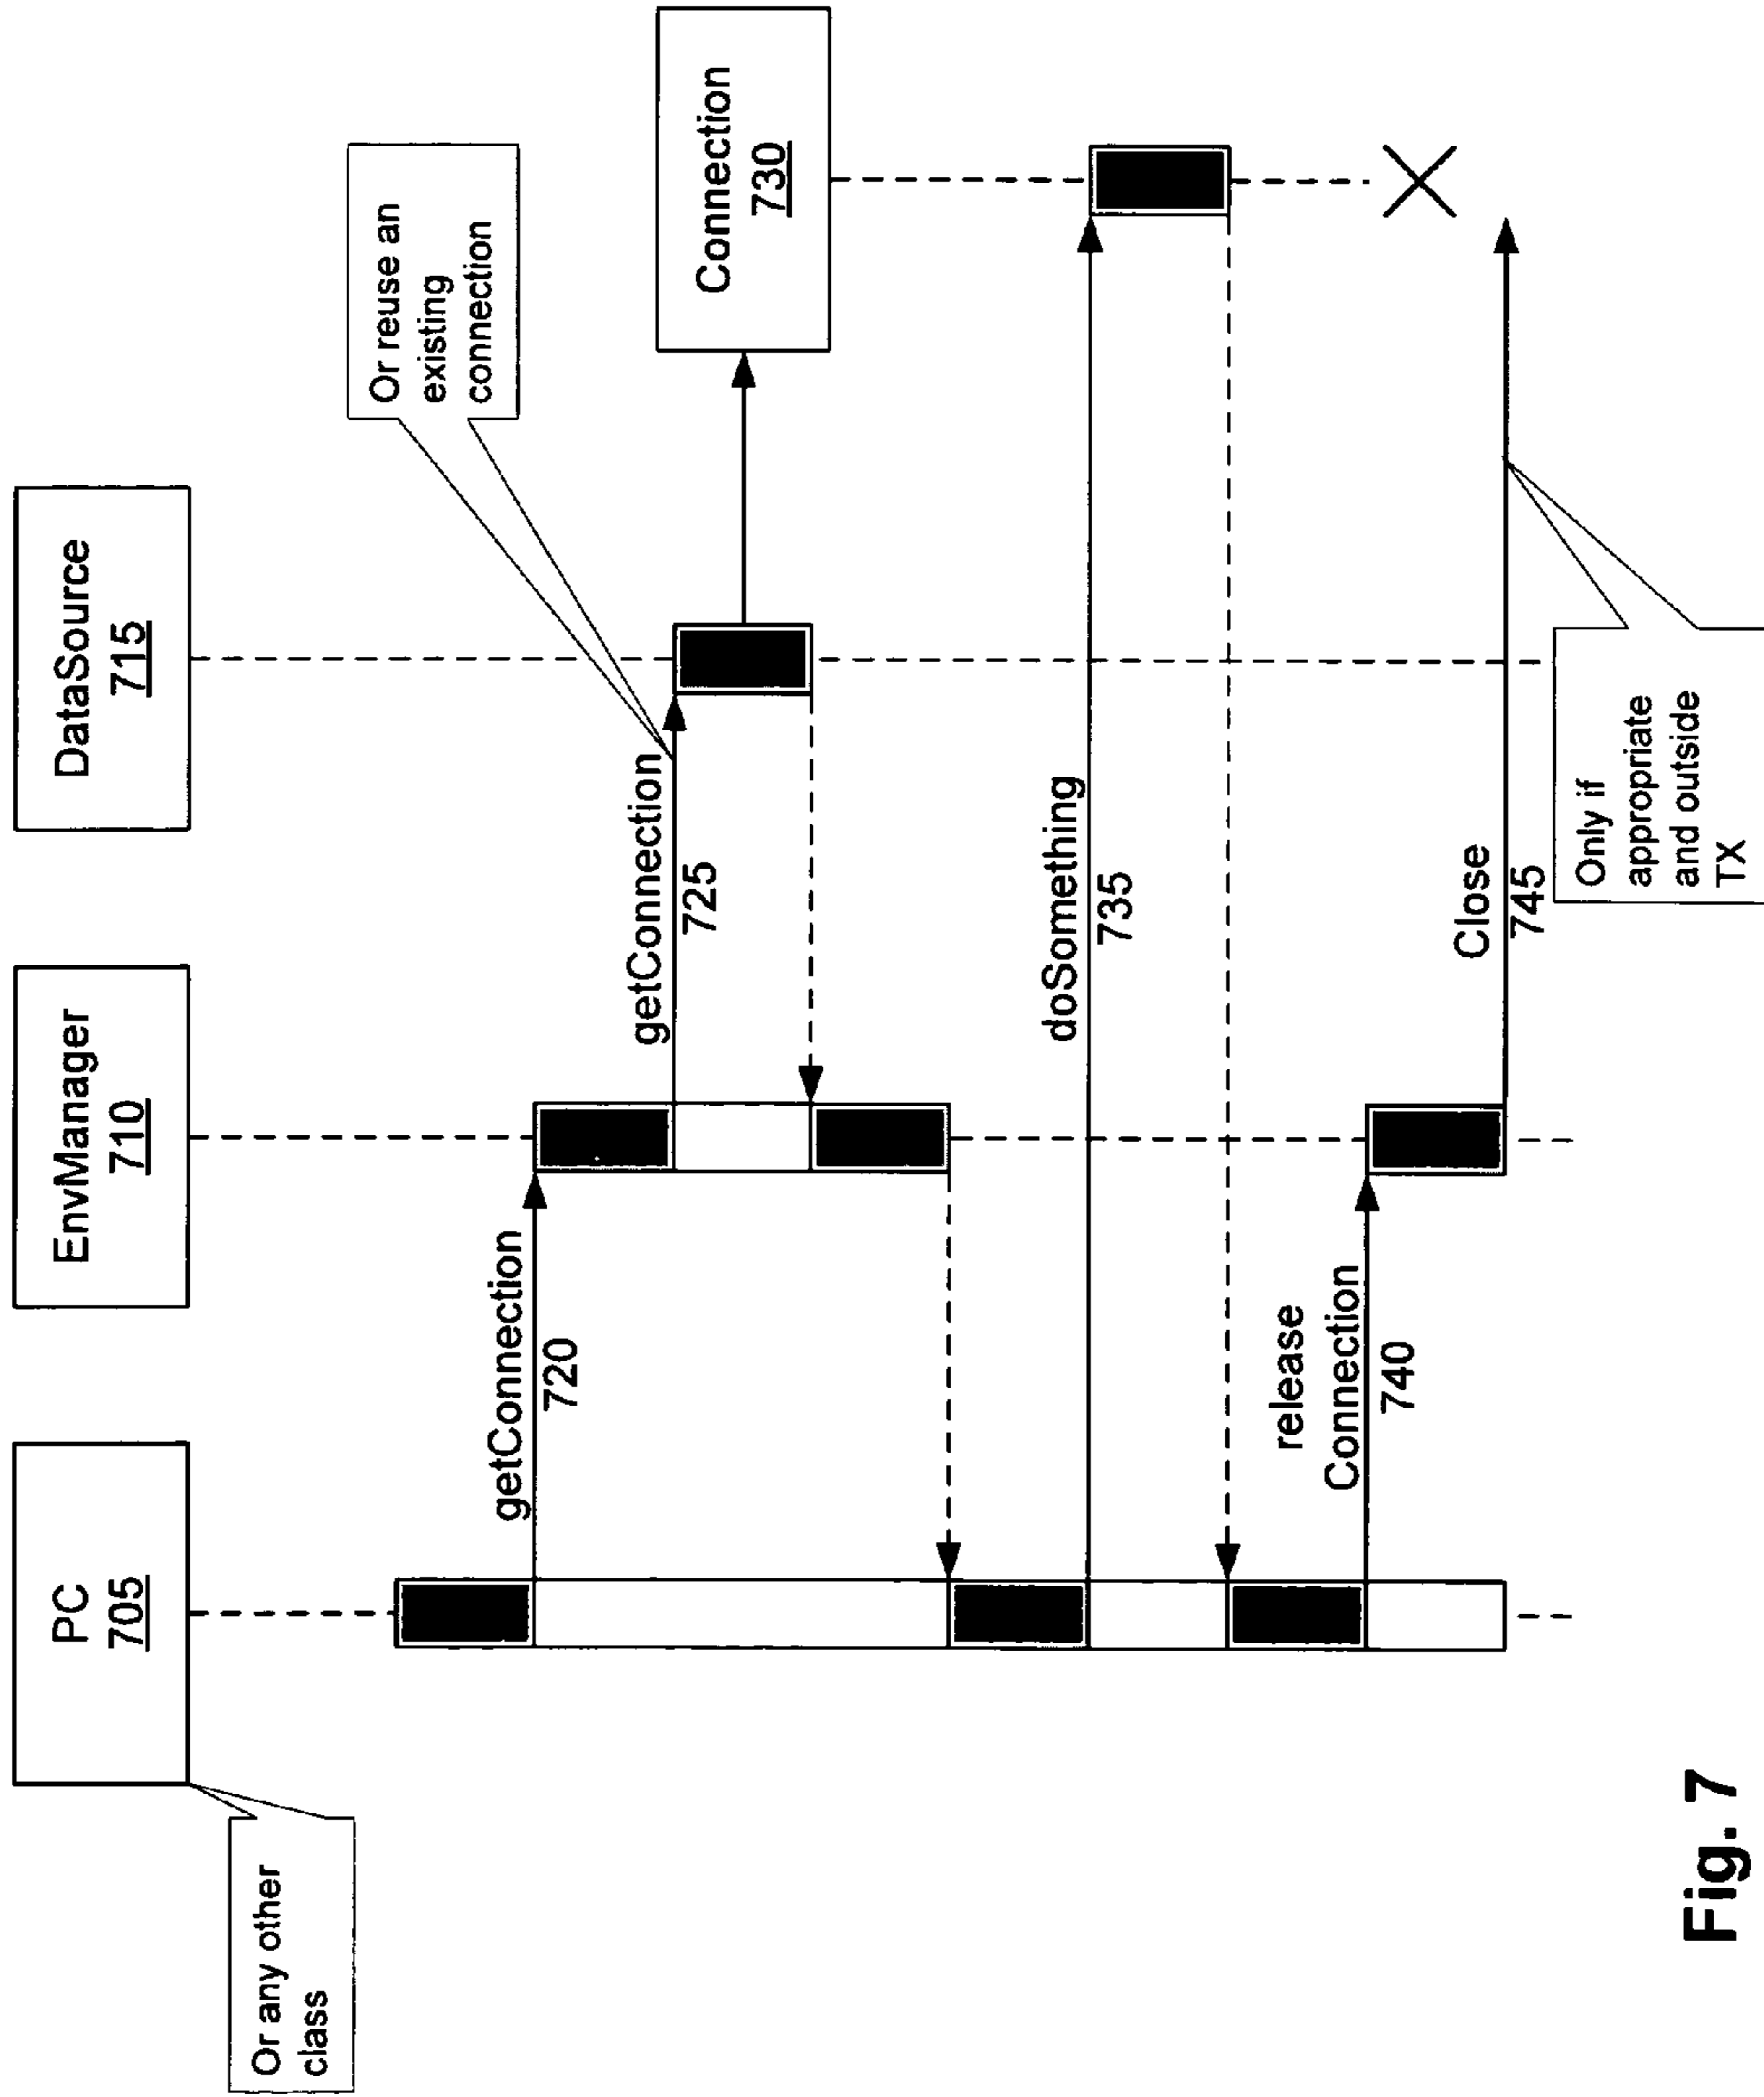 PC
705
EnvManager
710
DataSource
715
Or any other
class
Or reuse an
existing
connection
getConnection
720
getConnection
725
Connection
730
doSomething
735
release
Connection
740
Close
745
Only if
appropriate
and outside
TX
Fig. 7